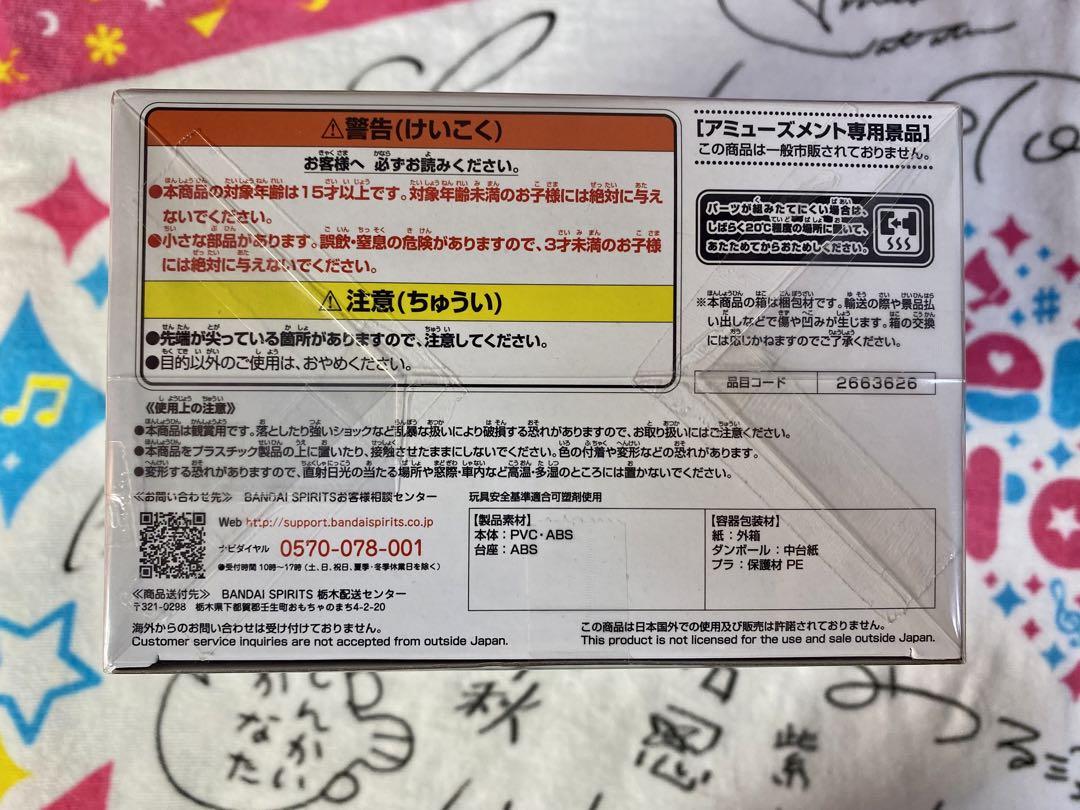 ⚠警告(けいこく)
お客様へ 必ずお読みください。
●本商品の対象年齢は15才以上です。対象年齢未満のお子様には絶対に与え
ないでください。
●小さな部品があります。誤飲・窒息の危険がありますので、3才未満のお子様
には絶対に与えないでください。
⚠注意(ちゅうい)
●先端が尖っている箇所がありますので、注意してください。
●目的以外のご使用は、おやめください。
[アミューズメント専用景品]
この商品は一般市販されておりません。
パーツが組みたてにくい場合は、
しばらく20℃程度の場所に置いて、
あたためてからおためしください。
※本商品の箱は梱包材です。輸送の際や景品払
い出しなどで傷や凹みが生じます。箱の交換
には応じかねますのでご了承ください。
品目コード 2663626
《使用上の注意》
●本商品は観賞用です。落としたり強いショックなど乱暴な扱いにより破損する恐れがありますので、お取り扱いにはご注意ください。
●本商品をプラスチック製品の上に置いたり、接触させたままにしないでください。色の付着や変形などの恐れがあります。
●変形する恐れがありますので、直射日光の当たる場所や窓際・車内など高温・多湿のところには置かないでください。
≪お問い合わせ先≫ BANDAI SPIRITSお客様相談センター
Web http://support.bandaispirits.co.jp
ナビダイヤル 0570-078-001
●受付時間 10時〜17時(土、日、祝日、夏季・冬季休業日を除く)
≪商品送付先≫ BANDAI SPIRITS 栃木配送センター
〒321-0298 栃木県下都賀郡壬生町おもちゃのまち4-2-20
玩具安全基準適合可塑剤使用
【製品素材】
本体:PVC・ABS
台座:ABS
【容器包装材】
紙:外箱
ダンボール:中台紙
プラ:保護材 PE
海外からのお問い合わせは受け付けておりません。
Customer service inquiries are not accepted from outside Japan.
この商品は日本国外での使用及び販売は許諾されておりません。
This product is not licensed for the use and sale outside Japan.